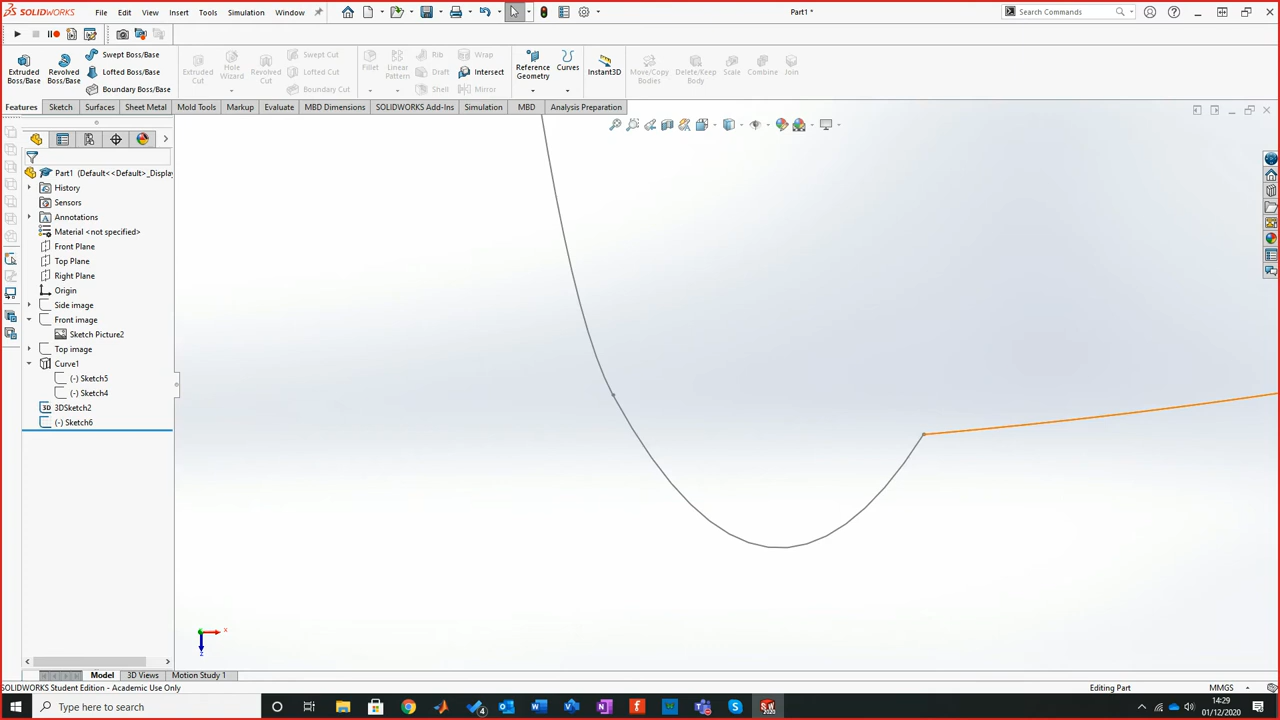 SOLIDWORKS File Edit View Insert Tools Simulation Window Part1 * Search Commands
Extruded Boss/Base Revolved Boss/Base Swept Boss/Base Lofted Boss/Base Boundary Boss/Base Extruded Cut Hole Wizard Revolved Cut Swept Cut Lofted Cut Boundary Cut Fillet Linear Pattern Rib Draft Shell Wrap Intersect Mirror Reference Geometry Curves Instant3D Move/Copy Bodies Delete/Keep Body Scale Combine Join
Features Sketch Surfaces Sheet Metal Mold Tools Markup Evaluate MBD Dimensions SOLIDWORKS Add-Ins Simulation MBD Analysis Preparation
Part1 (Default<<Default>_Displa
History
Sensors
Annotations
Material <not specified>
Front Plane
Top Plane
Right Plane
Origin
Side image
Front image
Sketch Picture2
Top image
Curve1
(-) Sketch5
(-) Sketch4
3D 3DSketch2
(-) Sketch6
x
z
Model 3D Views Motion Study 1
SOLIDWORKS Student Edition - Academic Use Only Editing Part MMGS
Type here to search 14:29
01/12/2020